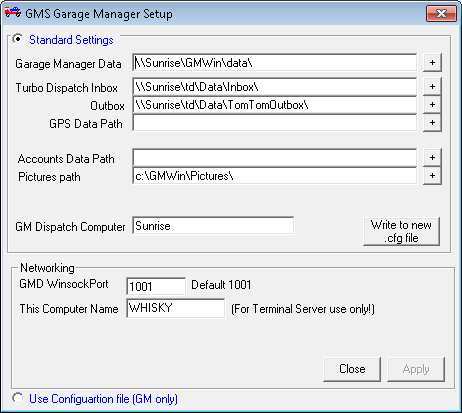 GMS Garage Manager Setup
Standard Settings
Garage Manager Data \\Sunrise\GMWin\data\ +
Turbo Dispatch Inbox \\Sunrise\td\Data\Inbox\ +
Outbox \\Sunrise\td\Data\TomTomOutbox\ +
GPS Data Path +
Accounts Data Path +
Pictures path c:\GMWin\Pictures\ +
GM Dispatch Computer Sunrise
Write to new
.cfg file
Networking
GMD WinsockPort 1001 Default 1001
This Computer Name WHISKY (For Terminal Server use only!)
Close Apply
Use Configuartion file (GM only)